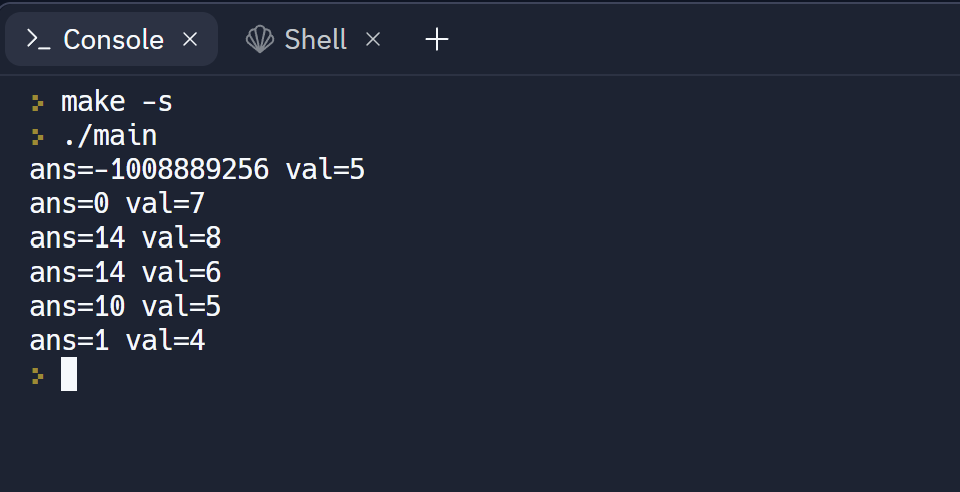 Console Shell
make -s
./main
ans=-1008889256 val=5
ans=0 val=7
ans=14 val=8
ans=14 val=6
ans=10 val=5
ans=1 val=4